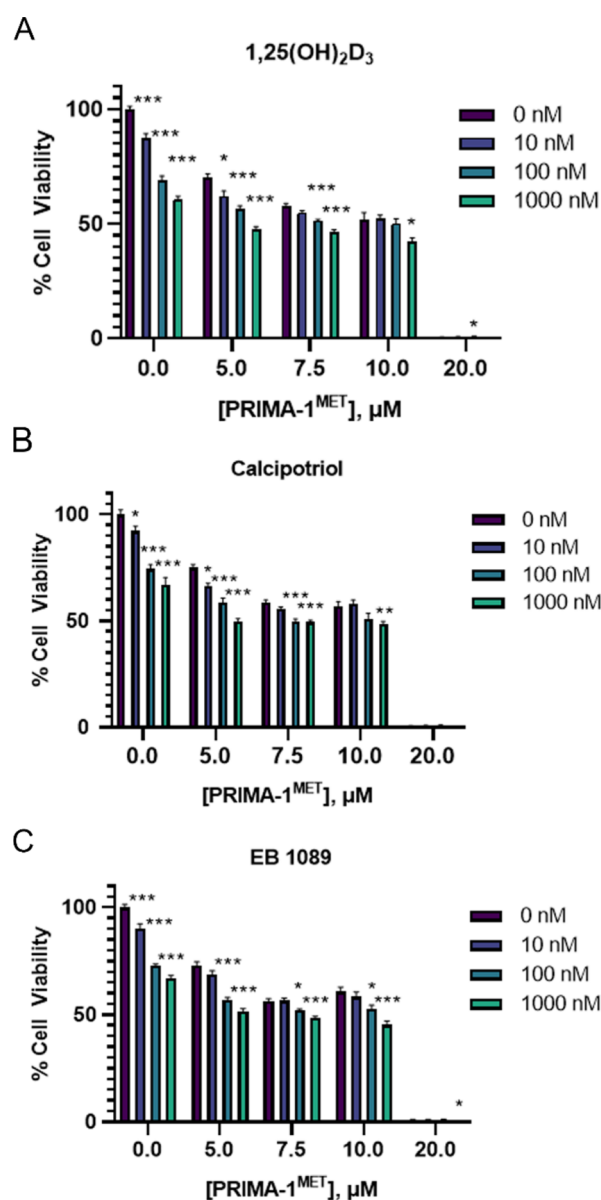 A
1,25(OH)₂D₃
% Cell Viability
100
50
0
*** *** ***
* *** ***
*** ***
*
*
0.0 5.0 7.5 10.0 20.0
[PRIMA-1ᴹᴱᵀ], µM
0 nM
10 nM
100 nM
1000 nM
B
Calcipotriol
% Cell Viability
100
50
0
* *** ***
* *** ***
*** ***
**
0.0 5.0 7.5 10.0 20.0
[PRIMA-1ᴹᴱᵀ], µM
0 nM
10 nM
100 nM
1000 nM
C
EB 1089
% Cell Viability
100
50
0
*** *** ***
*** ***
* ***
* ***
*
0.0 5.0 7.5 10.0 20.0
[PRIMA-1ᴹᴱᵀ], µM
0 nM
10 nM
100 nM
1000 nM